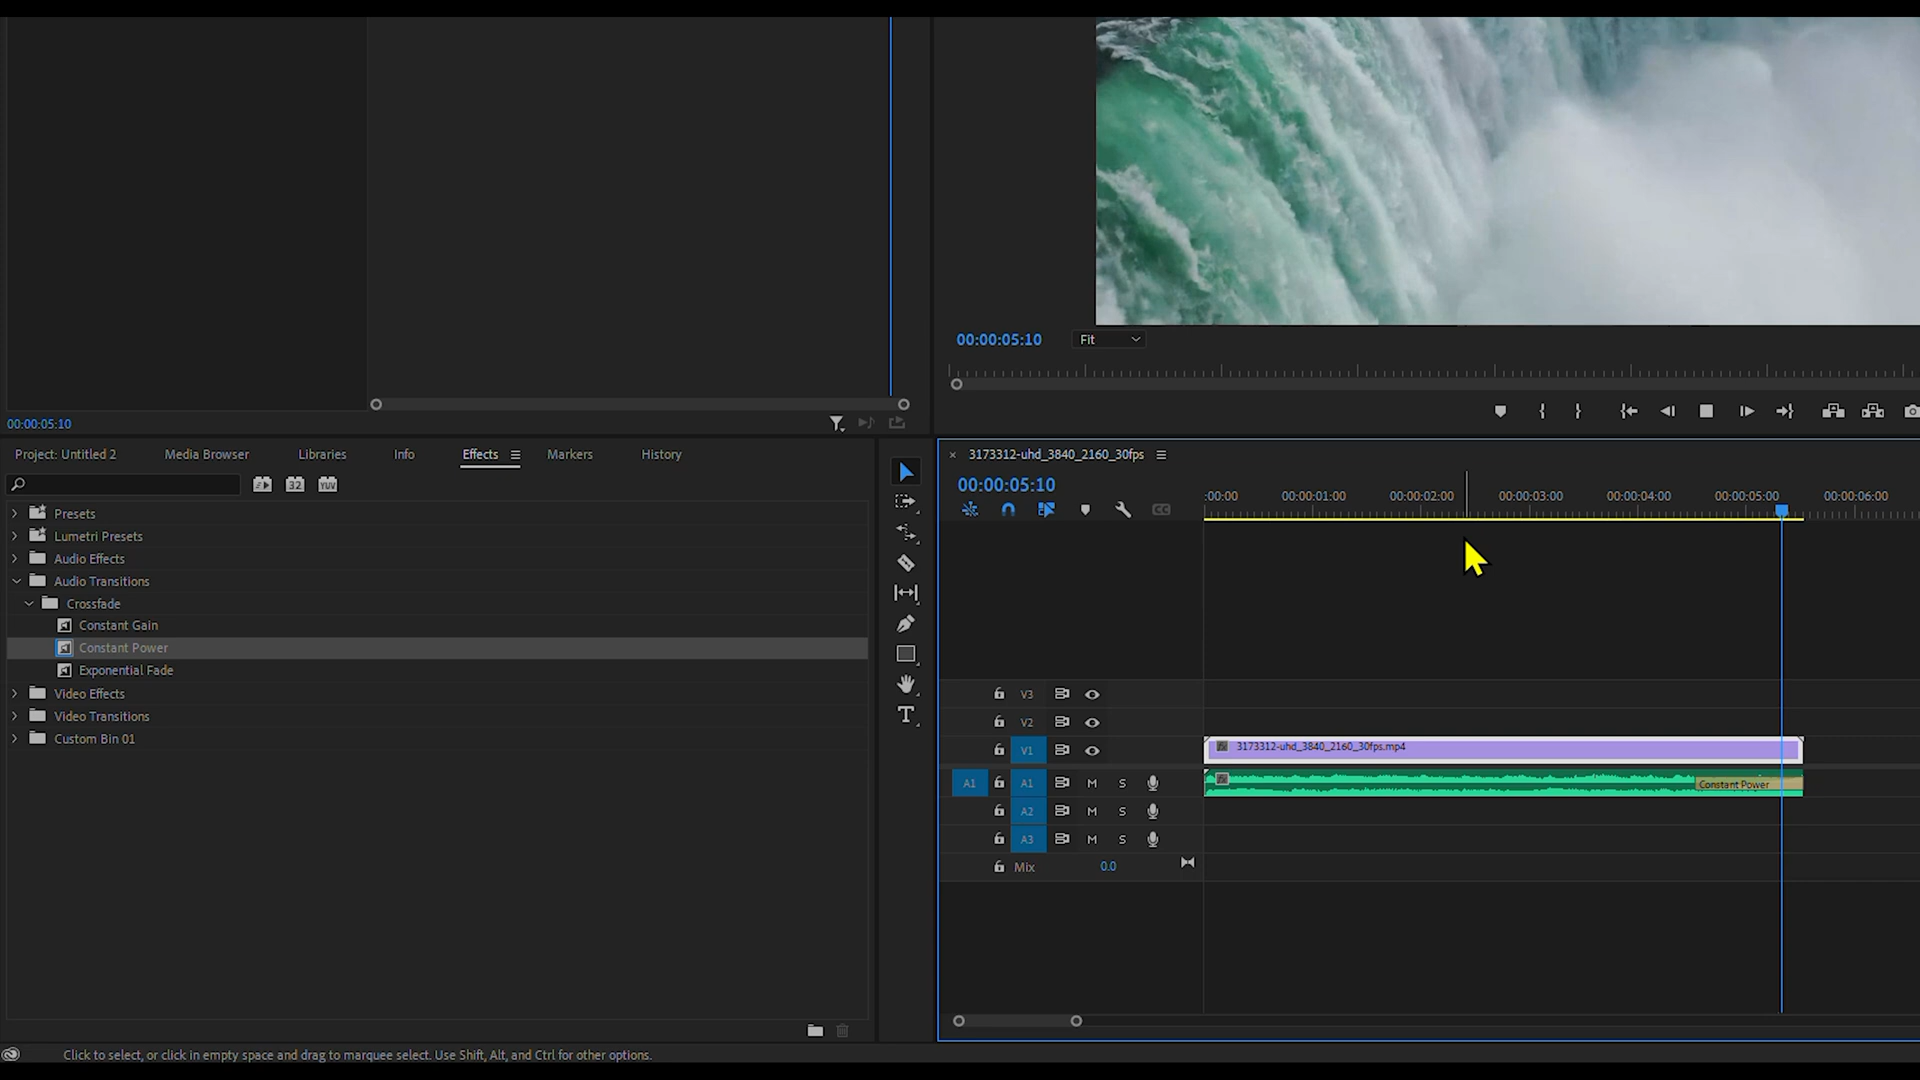 00:00:05:10
Fit
00:00:05:10
Project: Untitled 2
Media Browser
Libraries
Info
Effects
Markers
History
32
YUV
Presets
Lumetri Presets
Audio Effects
Audio Transitions
Crossfade
Constant Gain
Constant Power
Exponential Fade
Video Effects
Video Transitions
Custom Bin 01
3173312-uhd_3840_2160_30fps
00:00:05:10
:00:00 00:00:01:00 00:00:02:00 00:00:03:00 00:00:04:00 00:00:05:00 00:00:06:00
CC
V3
V2
V1
fx 3173312-uhd_3840_2160_30fps.mp4
A1 A1 M S
fx Constant Power
A2 M S
A3 M S
Mix 0.0
Click to select, or click in empty space and drag to marquee select. Use Shift, Alt, and Ctrl for other options.